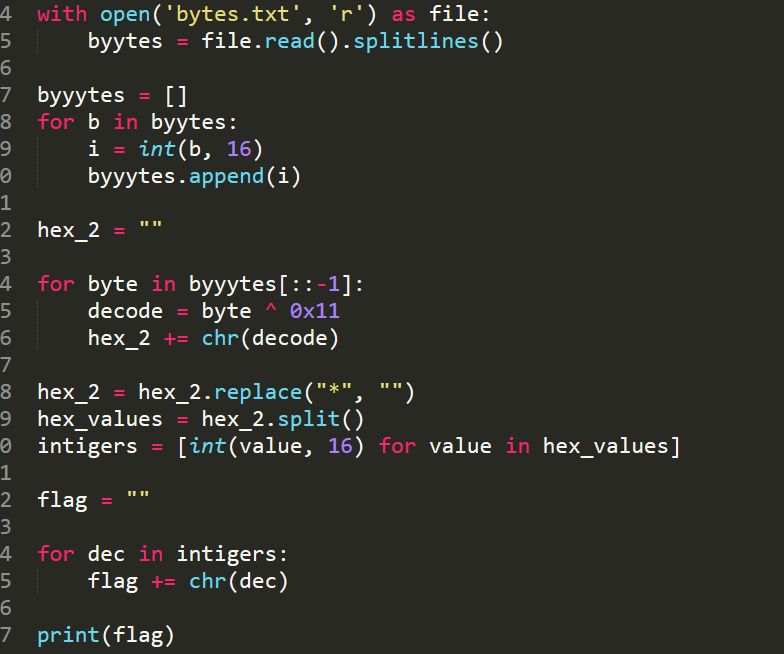 4 with open('bytes.txt', 'r') as file:
5     byytes = file.read().splitlines()
6
7 byyytes = []
8 for b in byytes:
9     i = int(b, 16)
0     byyytes.append(i)
1
2 hex_2 = ""
3
4 for byte in byyytes[::-1]:
5     decode = byte ^ 0x11
6     hex_2 += chr(decode)
7
8 hex_2 = hex_2.replace("*", "")
9 hex_values = hex_2.split()
0 intigers = [int(value, 16) for value in hex_values]
1
2 flag = ""
3
4 for dec in intigers:
5     flag += chr(dec)
6
7 print(flag)